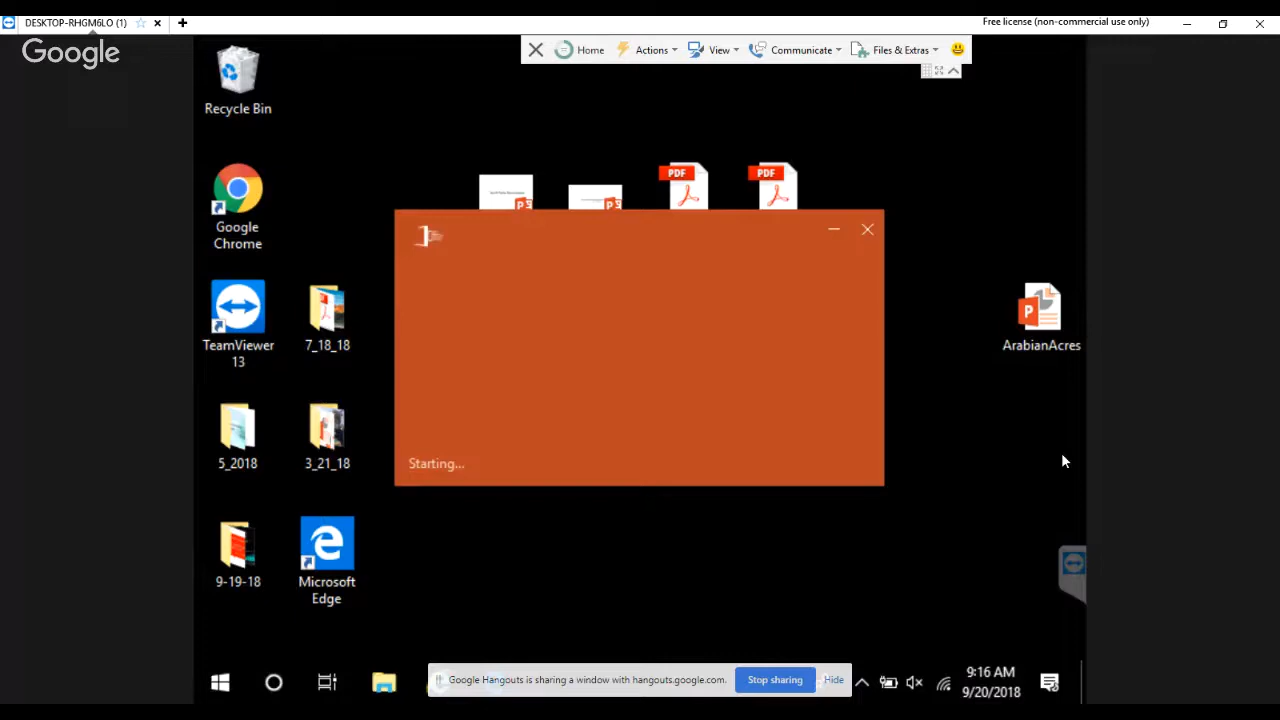 DESKTOP-RHGM6LO (1)
Free license (non-commercial use only)
Google
Home
Actions
View
Communicate
Files & Extras
Recycle Bin
PDF
PDF
Google
Chrome
TeamViewer
13
7_18_18
P
ArabianAcres
5_2018
3_21_18
Starting...
9-19-18
Microsoft
Edge
Google Hangouts is sharing a window with hangouts.google.com.
Stop sharing
Hide
9:16 AM
9/20/2018